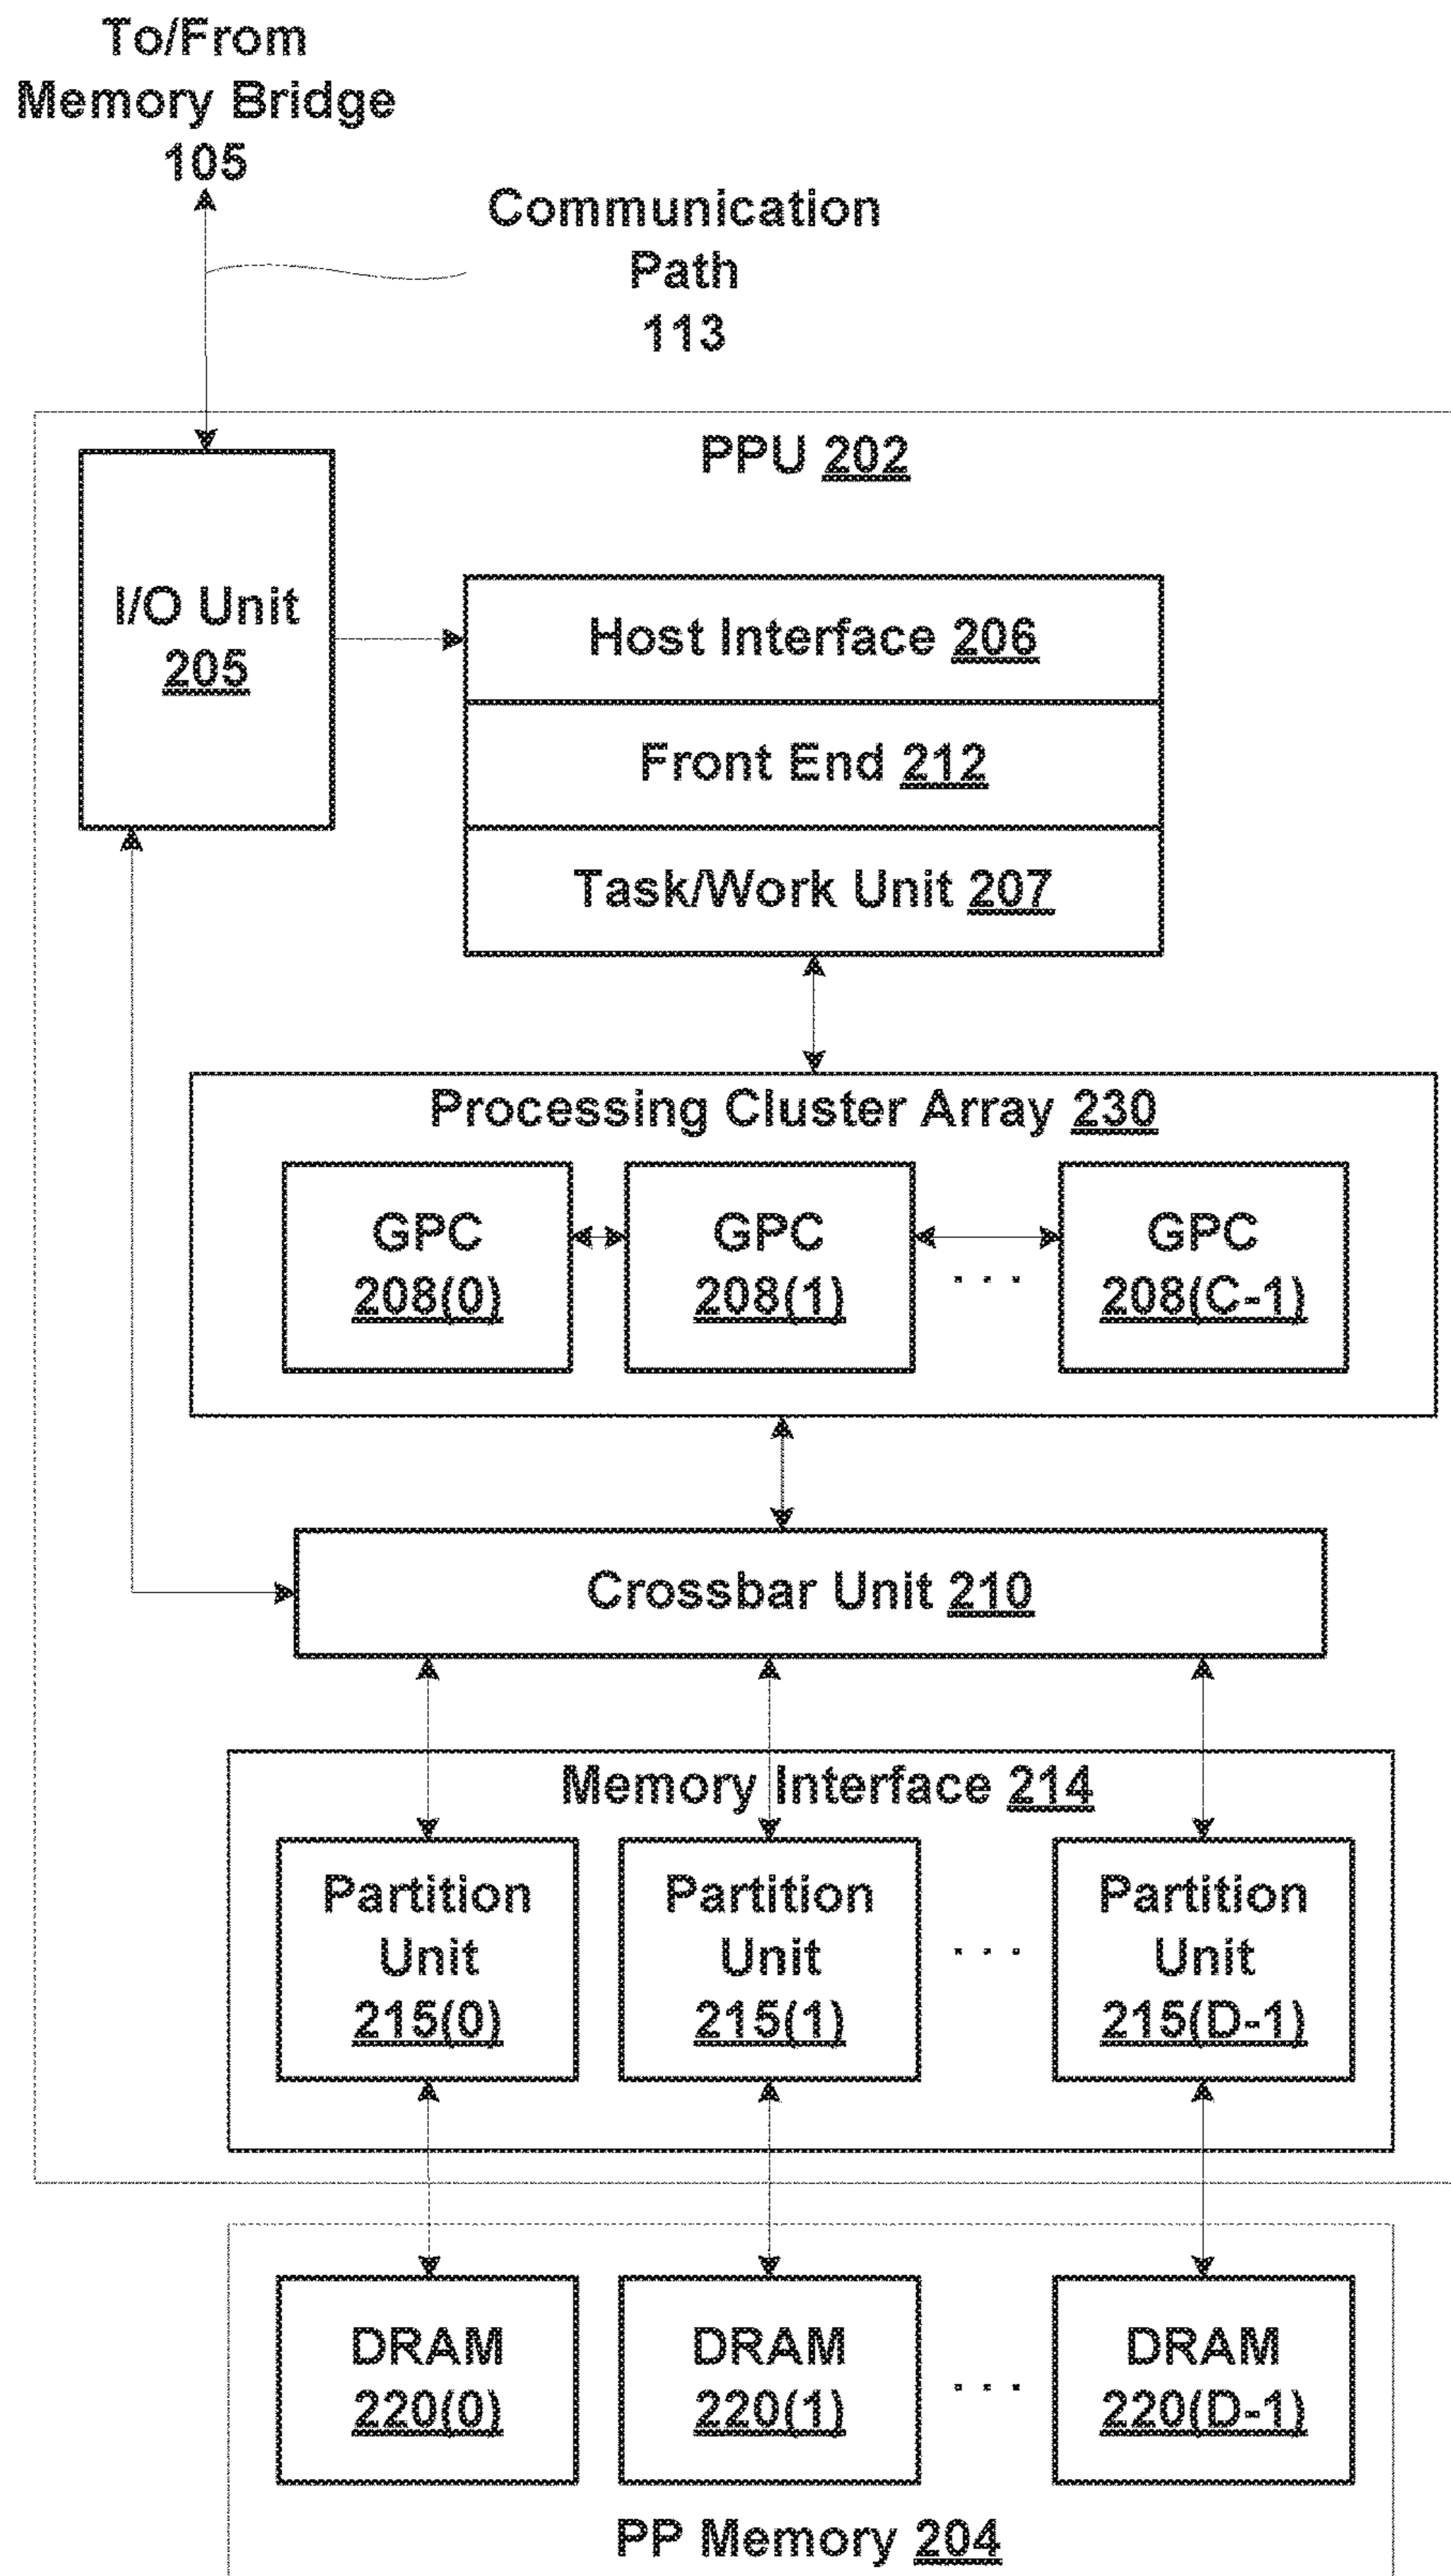 To/From
Memory Bridge
105
Communication
Path
113
PPU 202
I/O Unit
205
Host Interface 206
Front End 212
Task/Work Unit 207
Processing Cluster Array 230
GPC
208(0)
GPC
208(1)
. . .
GPC
208(C-1)
Crossbar Unit 210
Memory Interface 214
Partition
Unit
215(0)
Partition
Unit
215(1)
. . .
Partition
Unit
215(D-1)
DRAM
220(0)
DRAM
220(1)
. . .
DRAM
220(D-1)
PP Memory 204